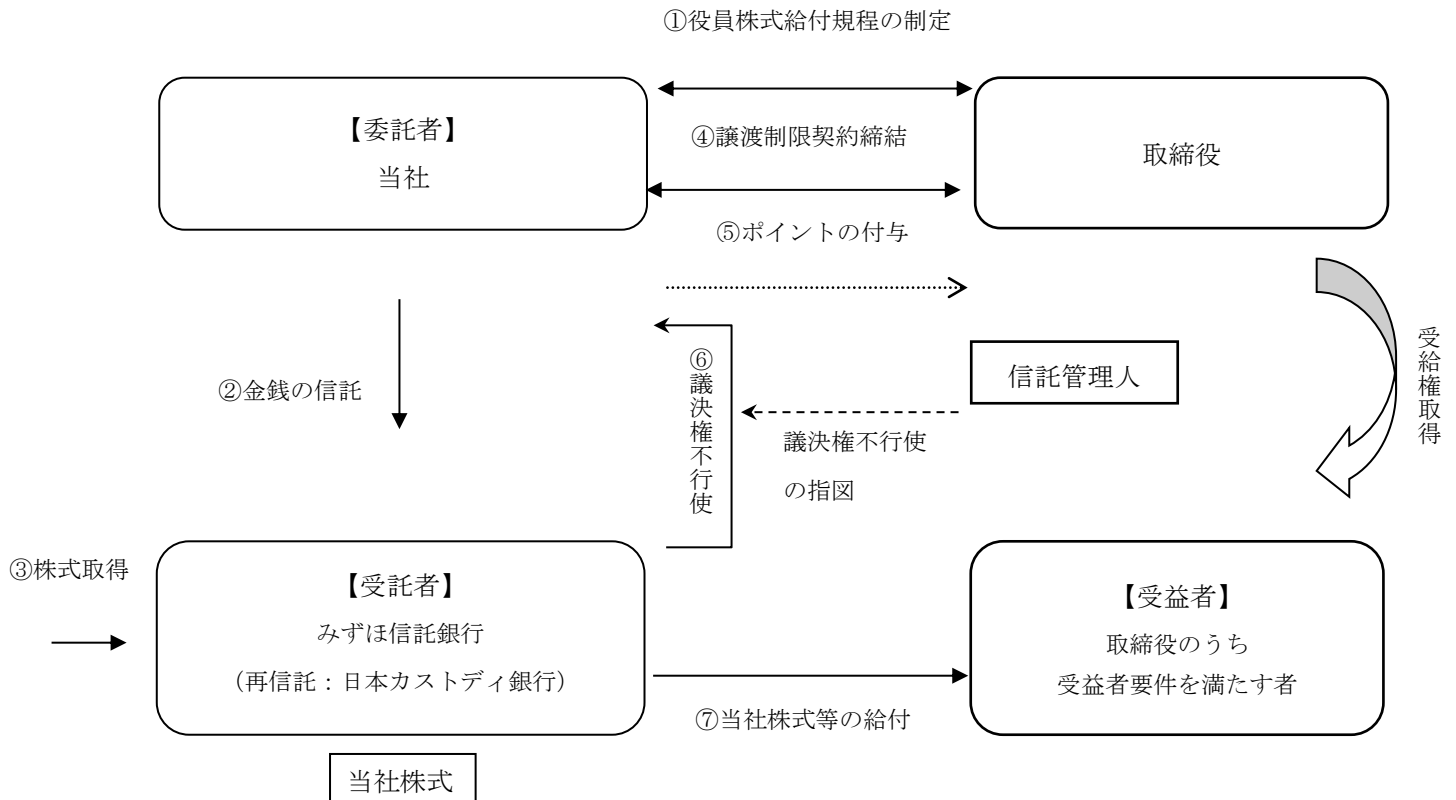 ①役員株式給付規程の制定
【委託者】
当社
④譲渡制限契約締結
取締役
⑤ポイントの付与
②金銭の信託
⑥議決権不行使
信託管理人
議決権不行使
の指図
受給権取得
③株式取得
【受託者】
みずほ信託銀行
（再信託：日本カストディ銀行）
【受益者】
取締役のうち
受益者要件を満たす者
⑦当社株式等の給付
当社株式